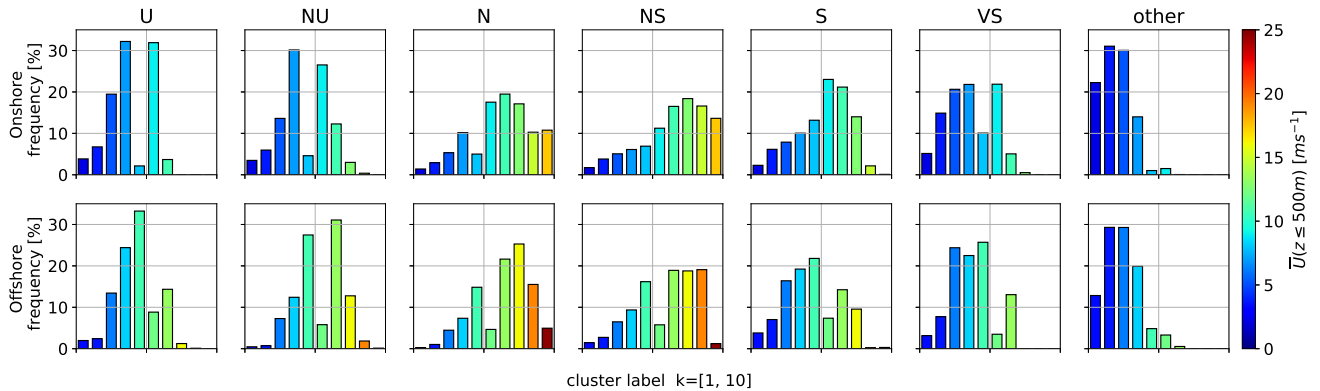 U NU N NS S VS other
Onshore
frequency [%]
30
20
10
0
Offshore
frequency [%]
30
20
10
0
cluster label k=[1, 10]
25
20
15
10
5
0
U̅(z ≤ 500m) [ms⁻¹]